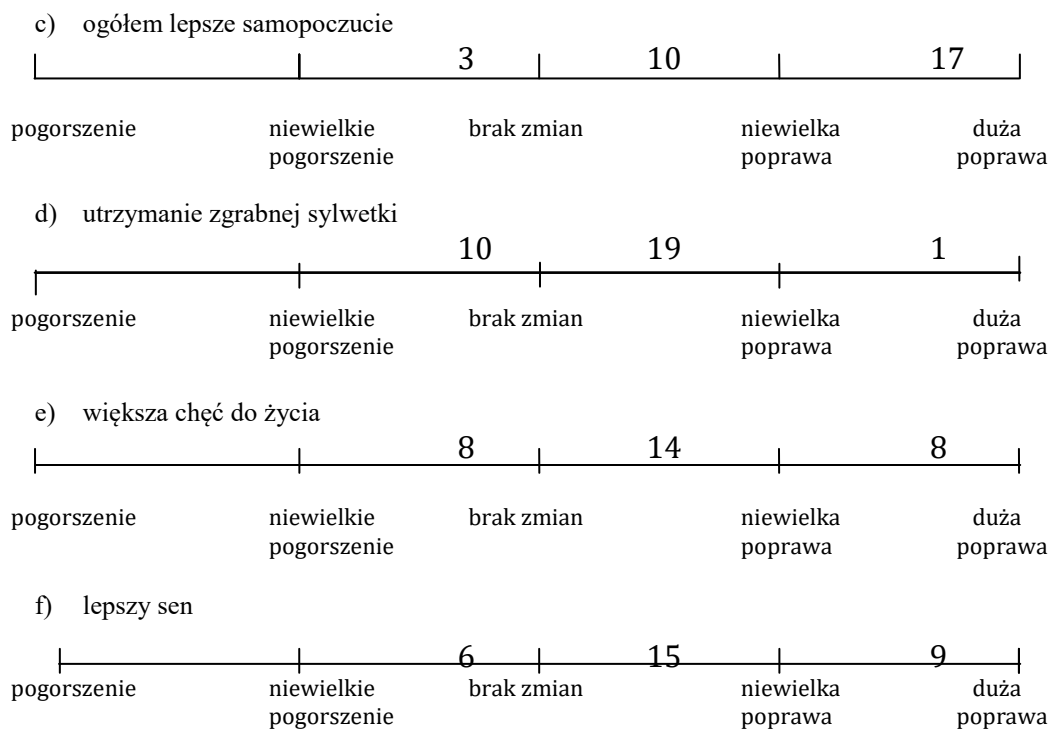 c) ogółem lepsze samopoczucie
3 10 17
pogorszenie niewielkie brak zmian niewielka duża
pogorszenie poprawa poprawa
d) utrzymanie zgrabnej sylwetki
10 19 1
pogorszenie niewielkie brak zmian niewielka duża
pogorszenie poprawa poprawa
e) większa chęć do życia
8 14 8
pogorszenie niewielkie brak zmian niewielka duża
pogorszenie poprawa poprawa
f) lepszy sen
6 15 9
pogorszenie niewielkie brak zmian niewielka duża
pogorszenie poprawa poprawa